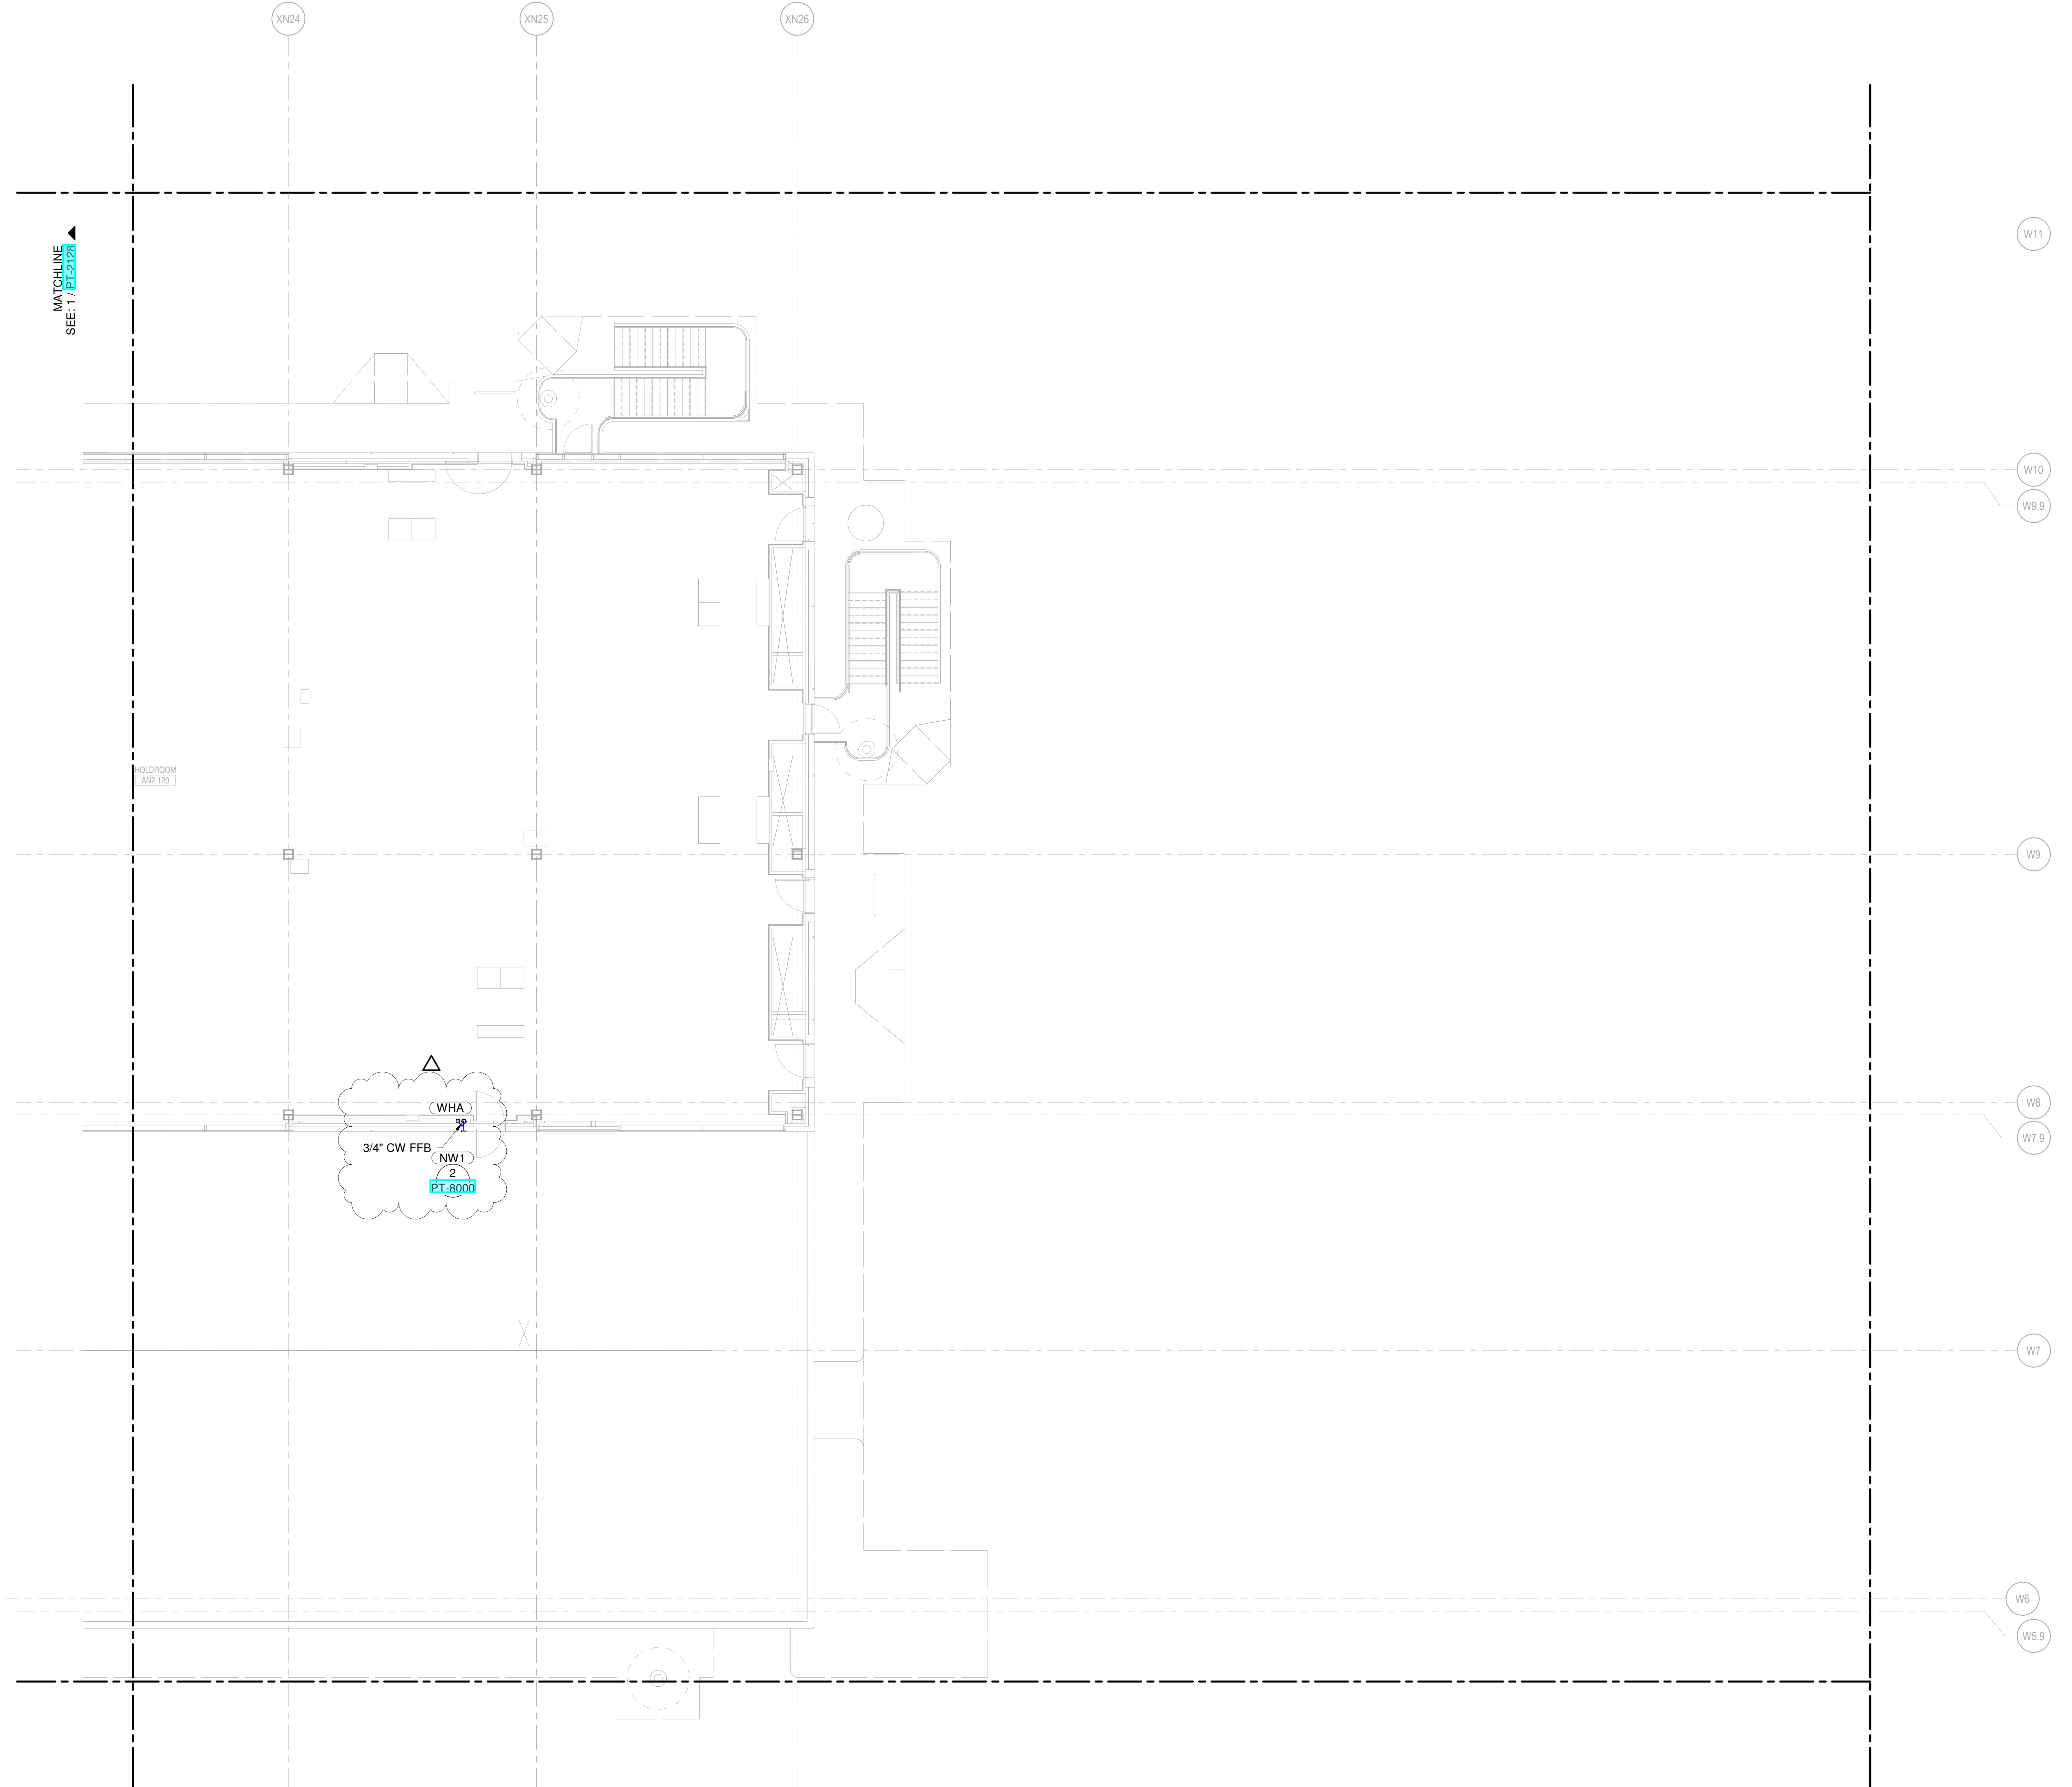 XN24
XN25
XN26
W11
MATCHLINE
SEE: 1 / PT-2128
W10
W9.9
HOLDROOM
AN2-120
W9
W8
WHA
W7.9
3/4" CW FFB
NW1
2
PT-8000
W7
W6
W5.9